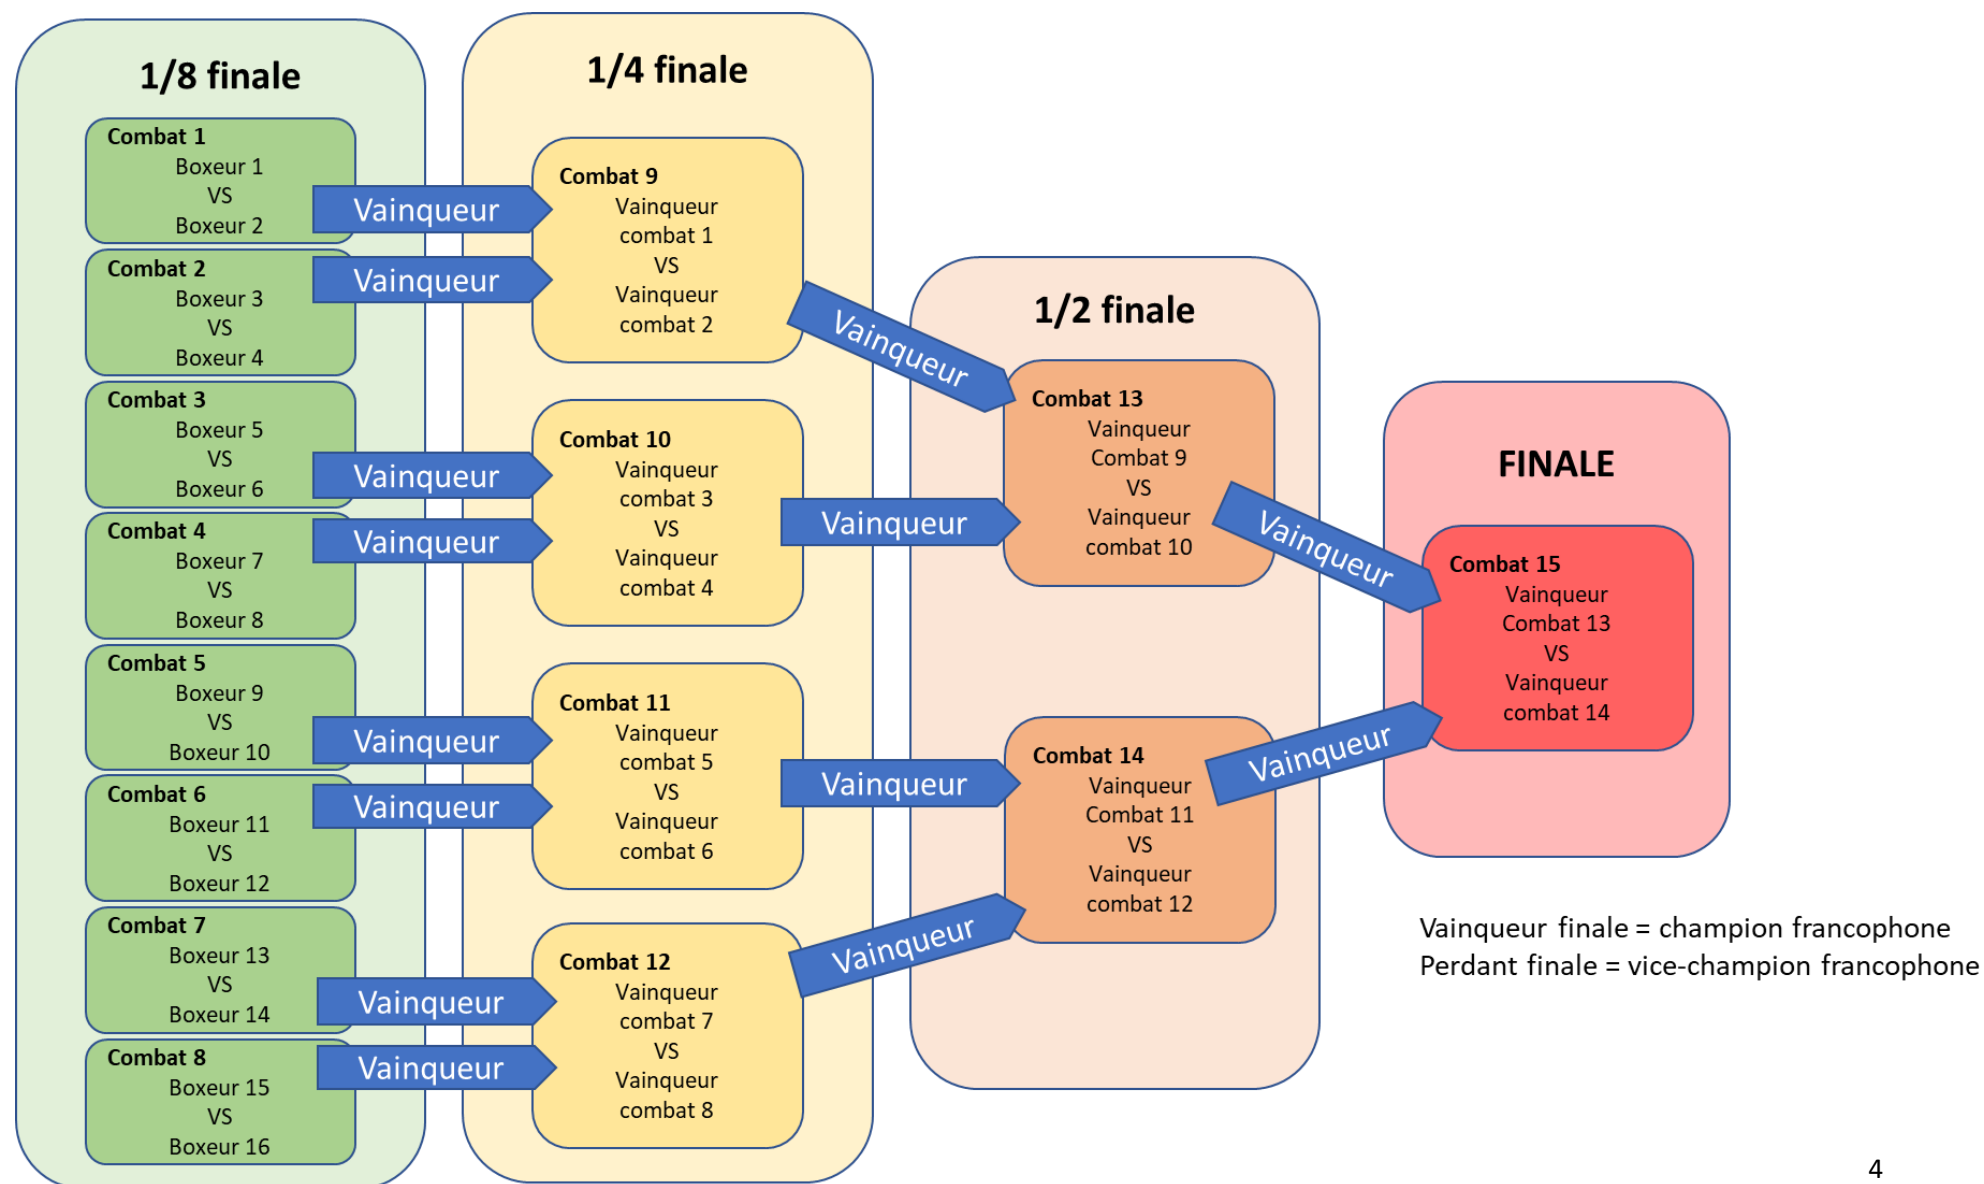 1/8 finale
Combat 1
Boxeur 1
VS
Boxeur 2
Combat 2
Boxeur 3
VS
Boxeur 4
Combat 3
Boxeur 5
VS
Boxeur 6
Combat 4
Boxeur 7
VS
Boxeur 8
Combat 5
Boxeur 9
VS
Boxeur 10
Combat 6
Boxeur 11
VS
Boxeur 12
Combat 7
Boxeur 13
VS
Boxeur 14
Combat 8
Boxeur 15
VS
Boxeur 16
Vainqueur
Vainqueur
Vainqueur
Vainqueur
Vainqueur
Vainqueur
Vainqueur
Vainqueur
1/4 finale
Combat 9
Vainqueur
combat 1
VS
Vainqueur
combat 2
Combat 10
Vainqueur
combat 3
VS
Vainqueur
combat 4
Combat 11
Vainqueur
combat 5
VS
Vainqueur
combat 6
Combat 12
Vainqueur
combat 7
VS
Vainqueur
combat 8
Vainqueur
Vainqueur
Vainqueur
Vainqueur
1/2 finale
Combat 13
Vainqueur
Combat 9
VS
Vainqueur
combat 10
Combat 14
Vainqueur
Combat 11
VS
Vainqueur
combat 12
Vainqueur
Vainqueur
FINALE
Combat 15
Vainqueur
Combat 13
VS
Vainqueur
combat 14
Vainqueur finale = champion francophone
Perdant finale = vice-champion francophone
4